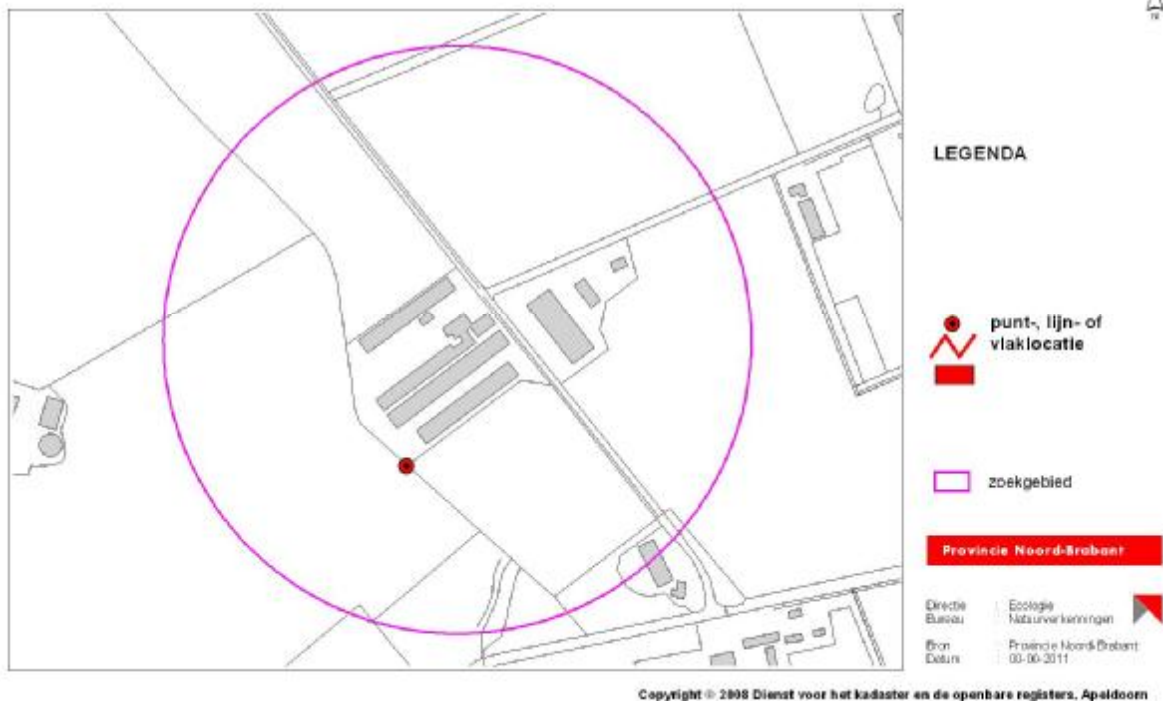 LEGENDA
punt-, lijn- of
vlaklocatie
zoekgebied
Provincie Noord-Brabant
Directie : Ecologie
Bureau : Natuurverkenningen
Bron : Provincie Noord-Brabant
Datum : 00-00-2011
Copyright © 2008 Dienst voor het kadaster en de openbare registers, Apeldoorn